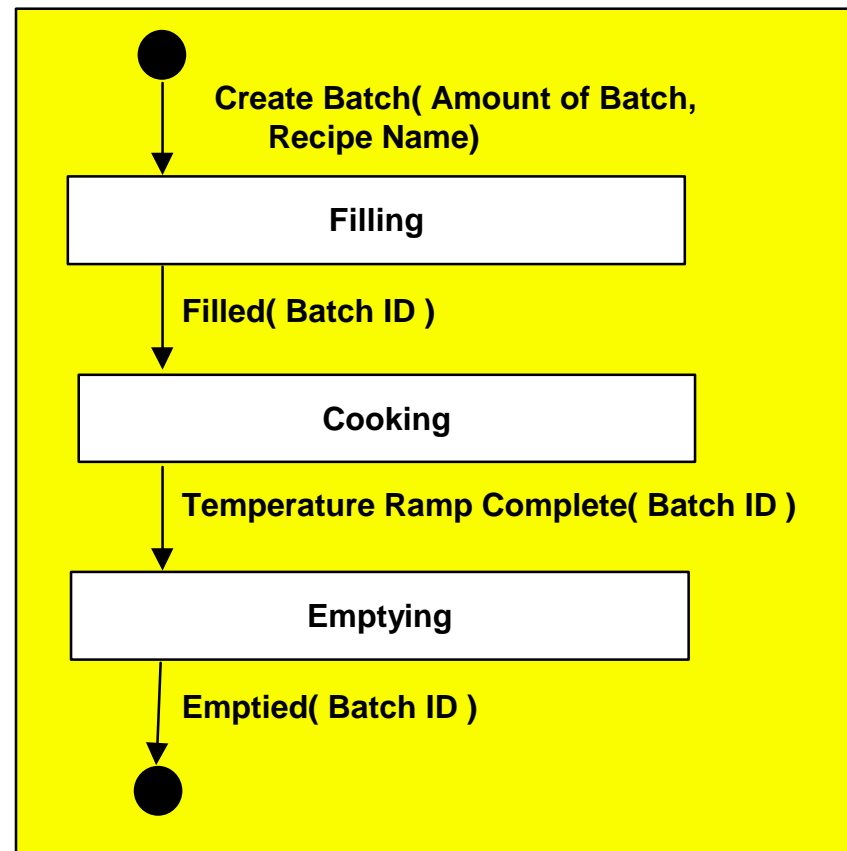 Create Batch( Amount of Batch,
Recipe Name)
Filling
Filled( Batch ID )
Cooking
Temperature Ramp Complete( Batch ID )
Emptying
Emptied( Batch ID )